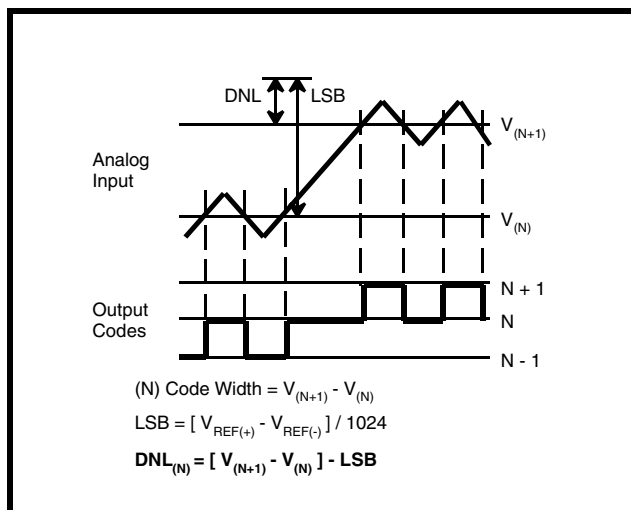 DNL LSB
V(N+1)
Analog
Input
V(N)
N + 1
Output
Codes
N
N - 1
(N) Code Width = V(N+1) - V(N)
LSB = [ VREF(+) - VREF(-) ] / 1024
DNL(N) = [ V(N+1) - V(N) ] - LSB